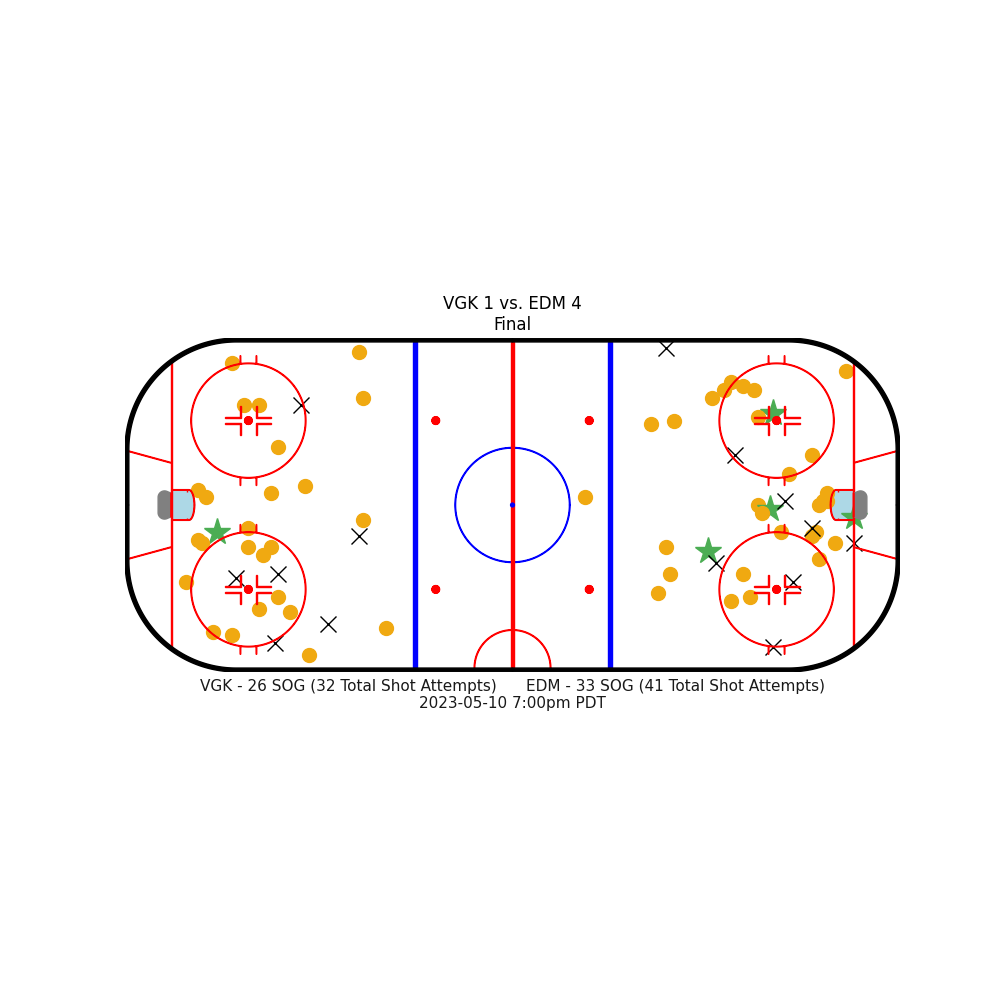 VGK 1 vs. EDM 4
Final
VGK - 26 SOG (32 Total Shot Attempts) EDM - 33 SOG (41 Total Shot Attempts)
2023-05-10 7:00pm PDT